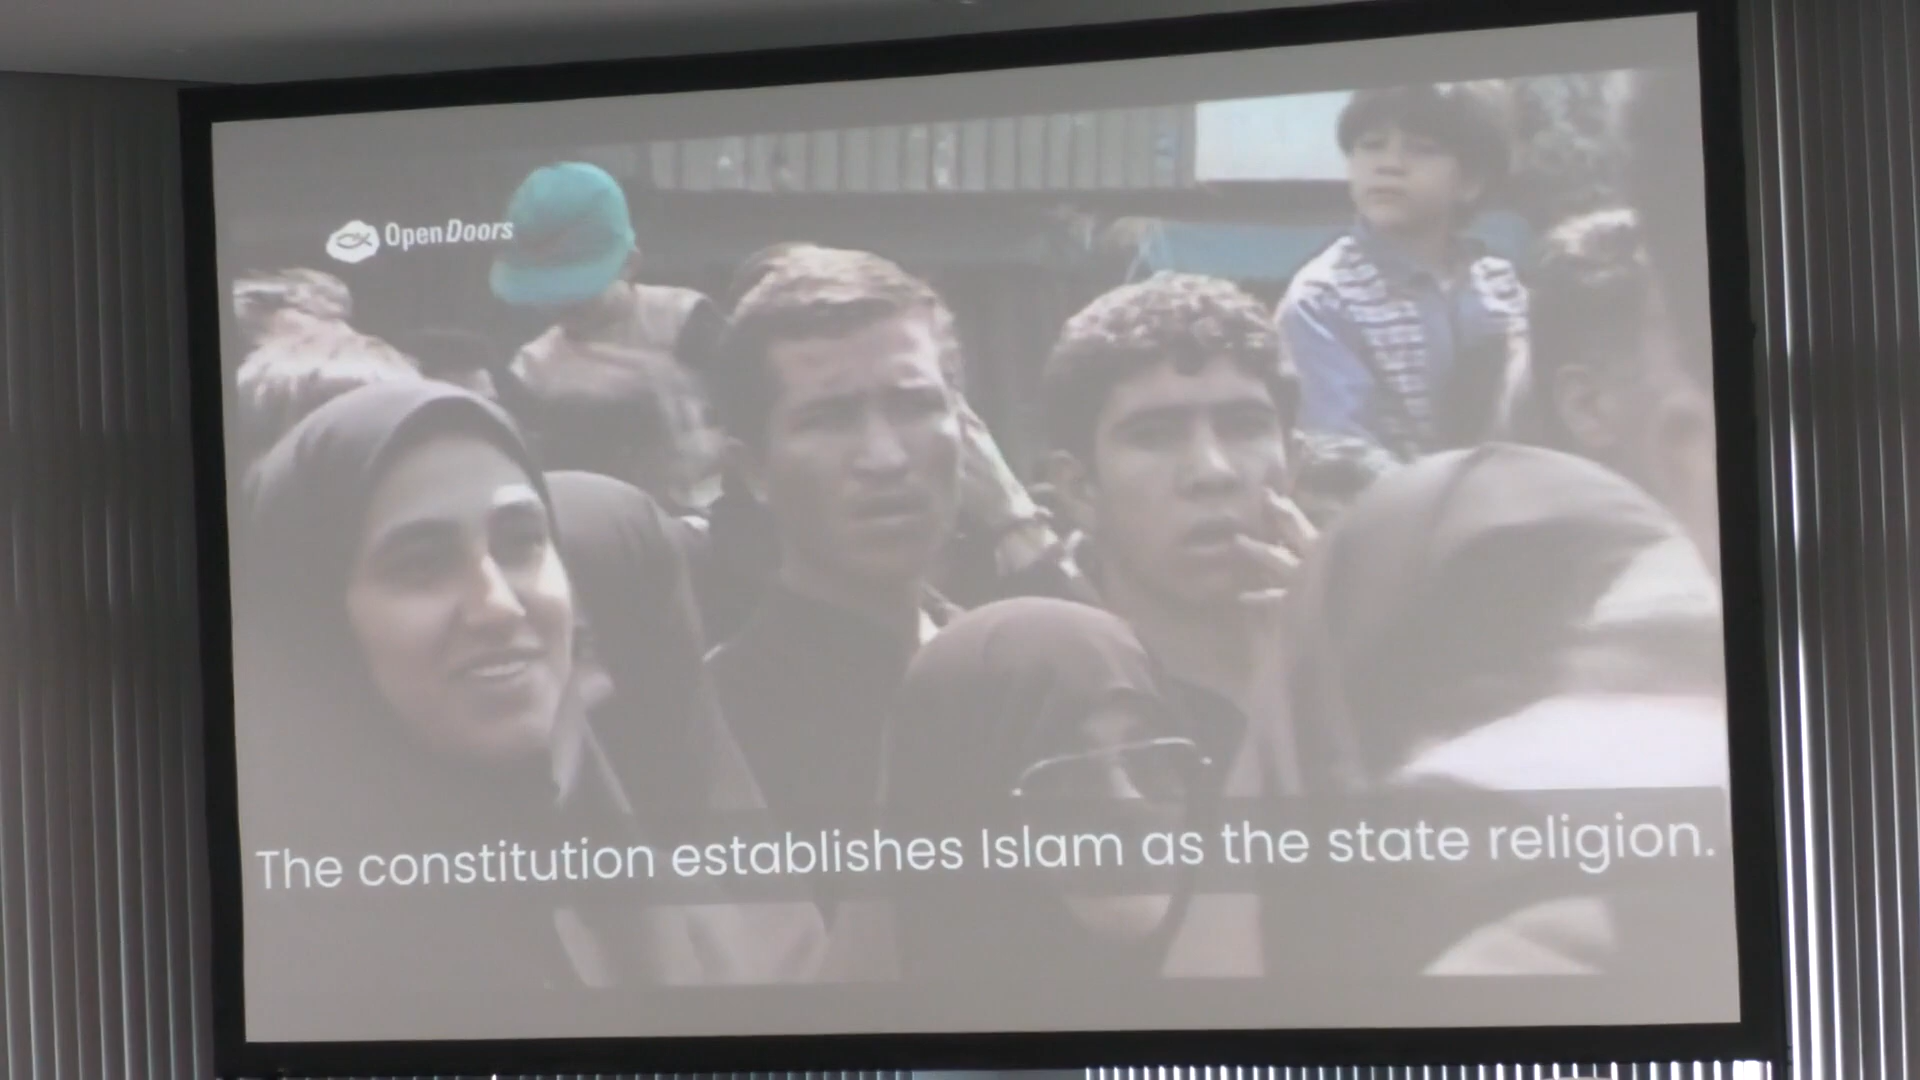 OpenDoors
The constitution establishes Islam as the state religion.